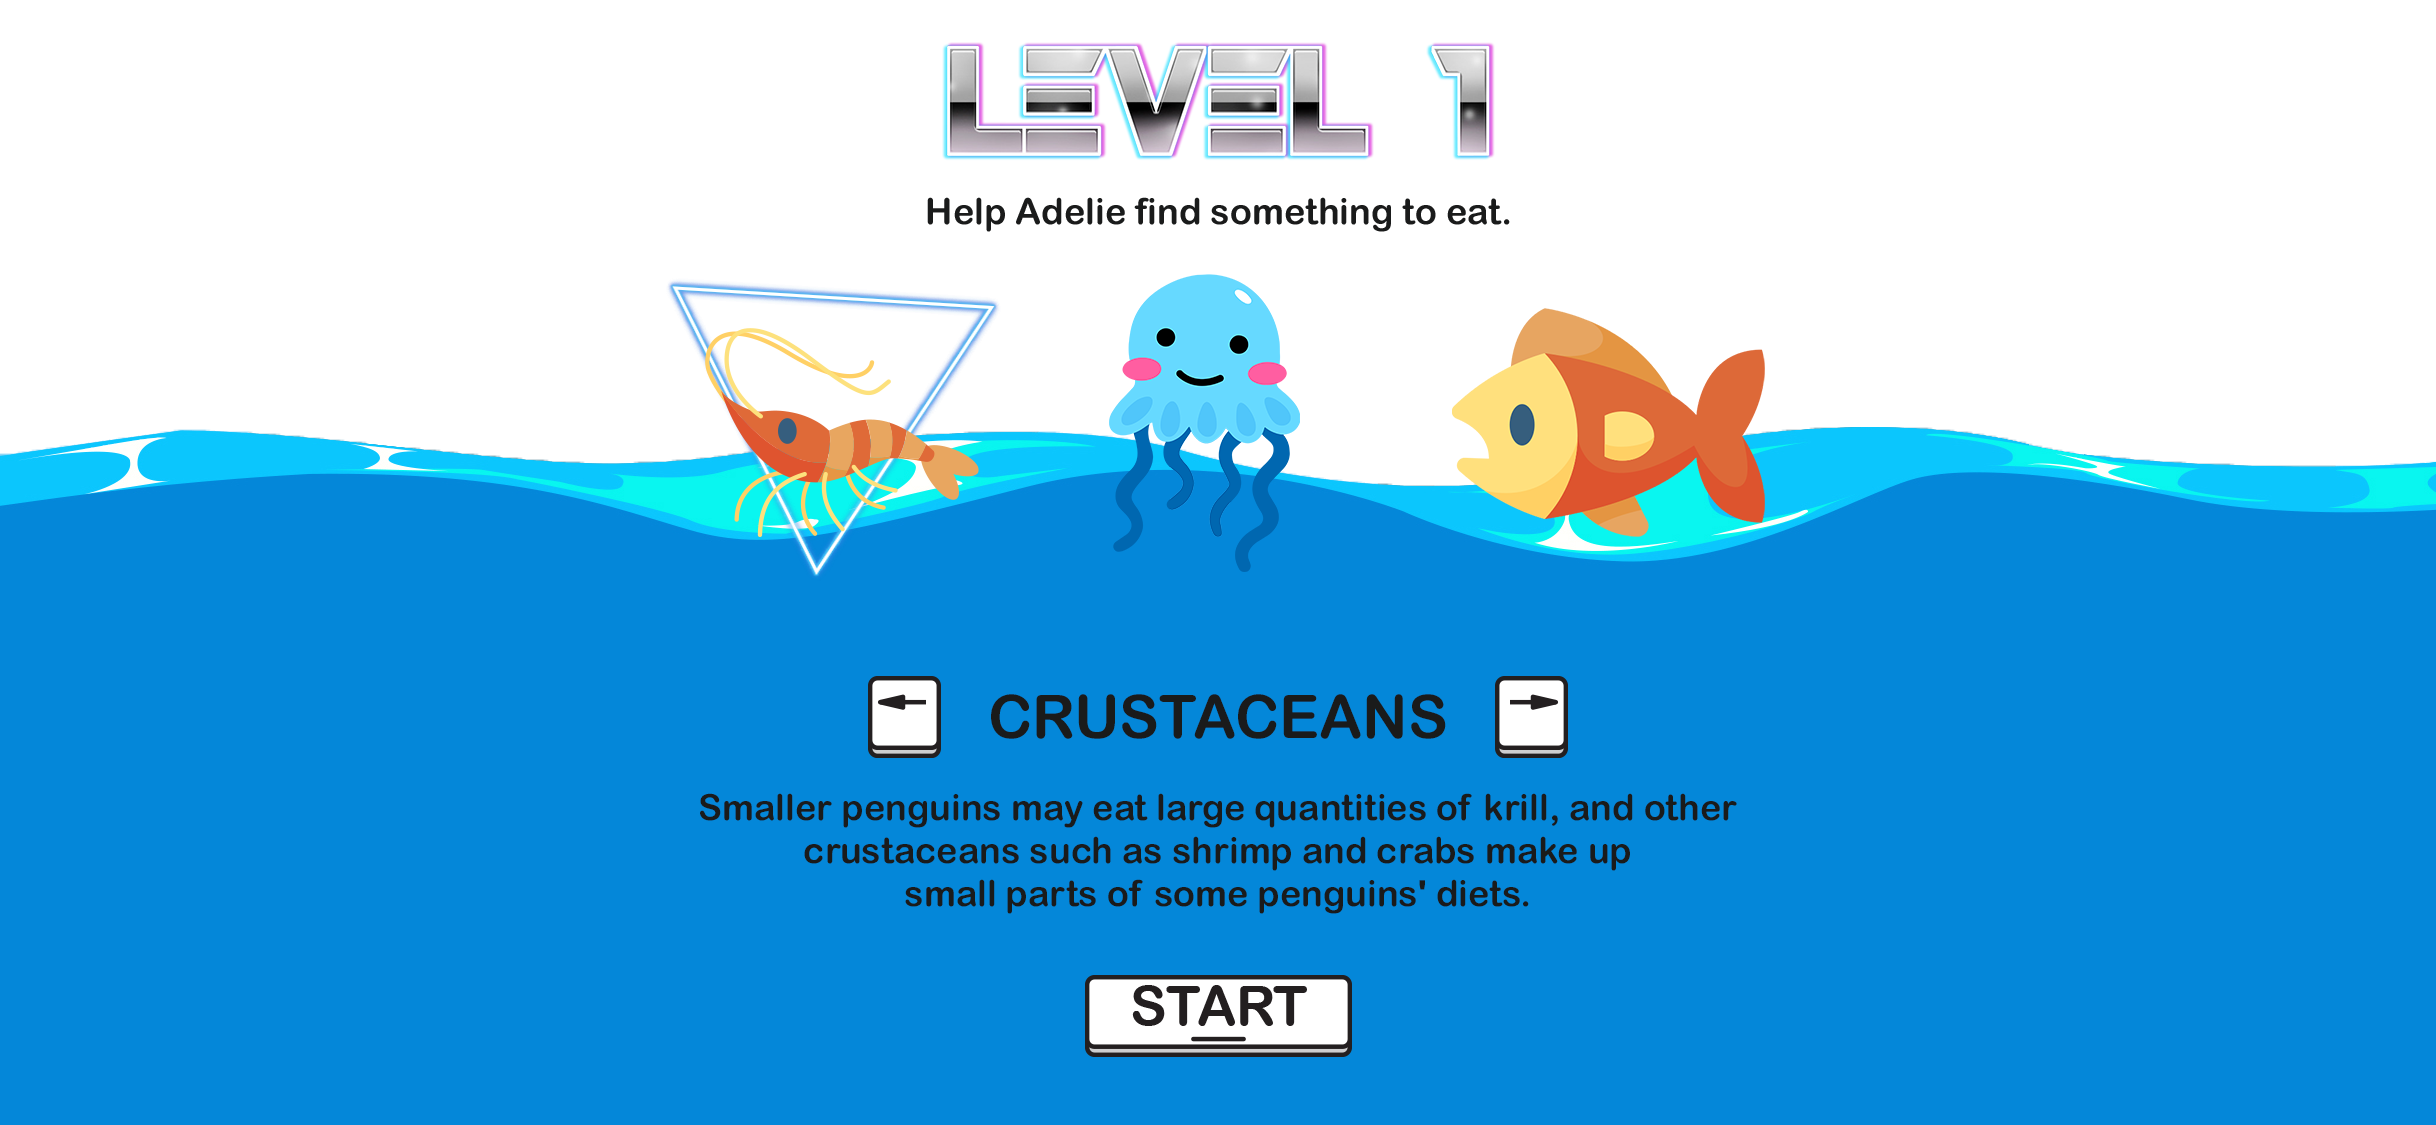 LEVEL 1
Help Adelie find something to eat.
CRUSTACEANS
Smaller penguins may eat large quantities of krill, and other
crustaceans such as shrimp and crabs make up
small parts of some penguins' diets.
START